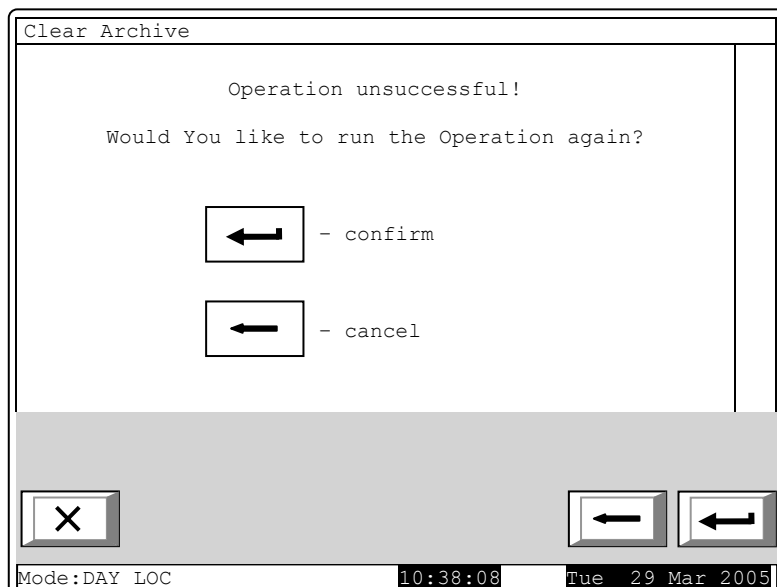 Clear Archive
Operation unsuccessful!
Would You like to run the Operation again?
- confirm
- cancel
Mode:DAY LOC 10:38:08 Tue 29 Mar 2005